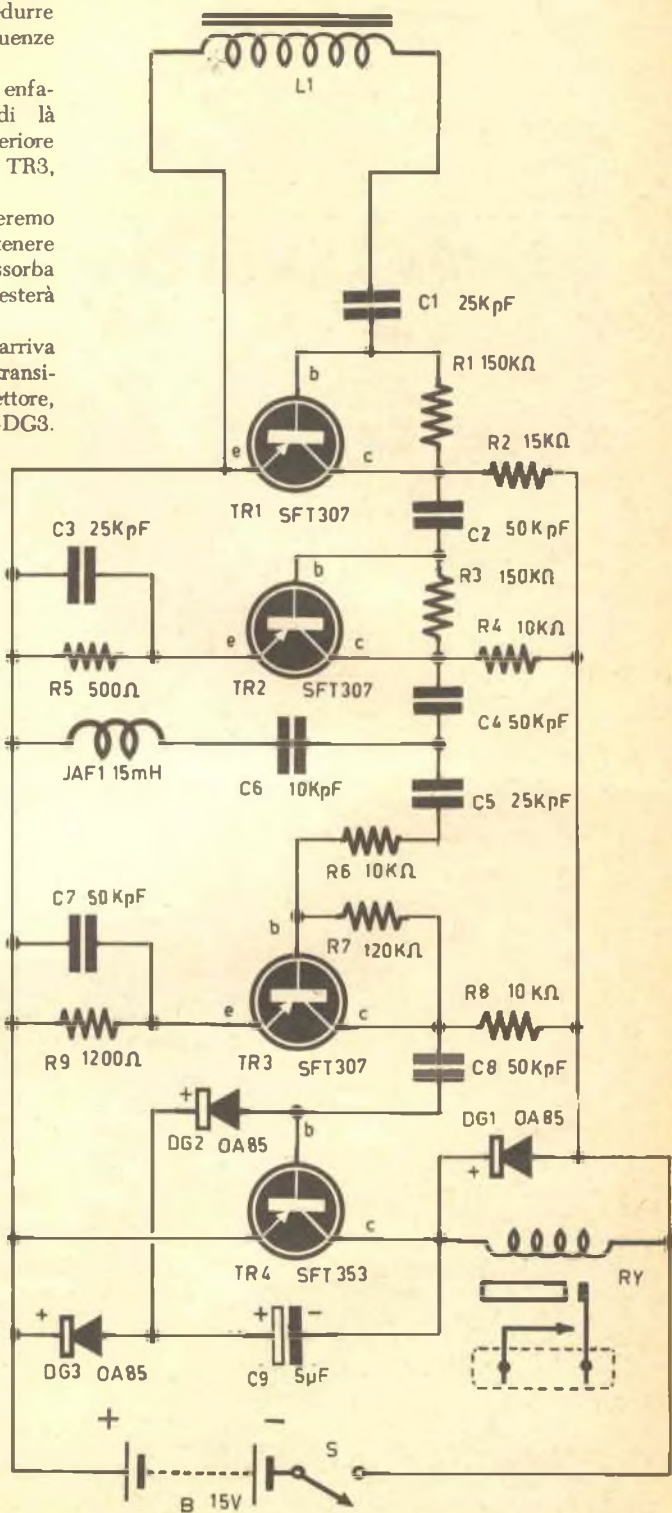 durre
uenze
enfa-
di là
eriore
TR3,
eremo
tenere
ssorba
esterà
arriva
transi-
ettore,
-DG3.
L1
C1 25KpF
b
R1 150KΩ
R2 15KΩ
e
c
TR1 SFT307
C3 25KpF
C2 50KpF
b
R3 150KΩ
R4 10KΩ
e
c
R5 500Ω
TR2 SFT307
C4 50KpF
JAF1 15mH
C6 10KpF
C5 25KpF
R6 10KΩ
C7 50KpF
b
R7 120KΩ
e
c
R8 10KΩ
R9 1200Ω
TR3 SFT307
C8 50KpF
+
DG2 OA85
b
DG1 OA85
+
c
TR4 SFT353
RY
+
+ -
DG3 OA85
C9 5µF
+ -
S
B 15V